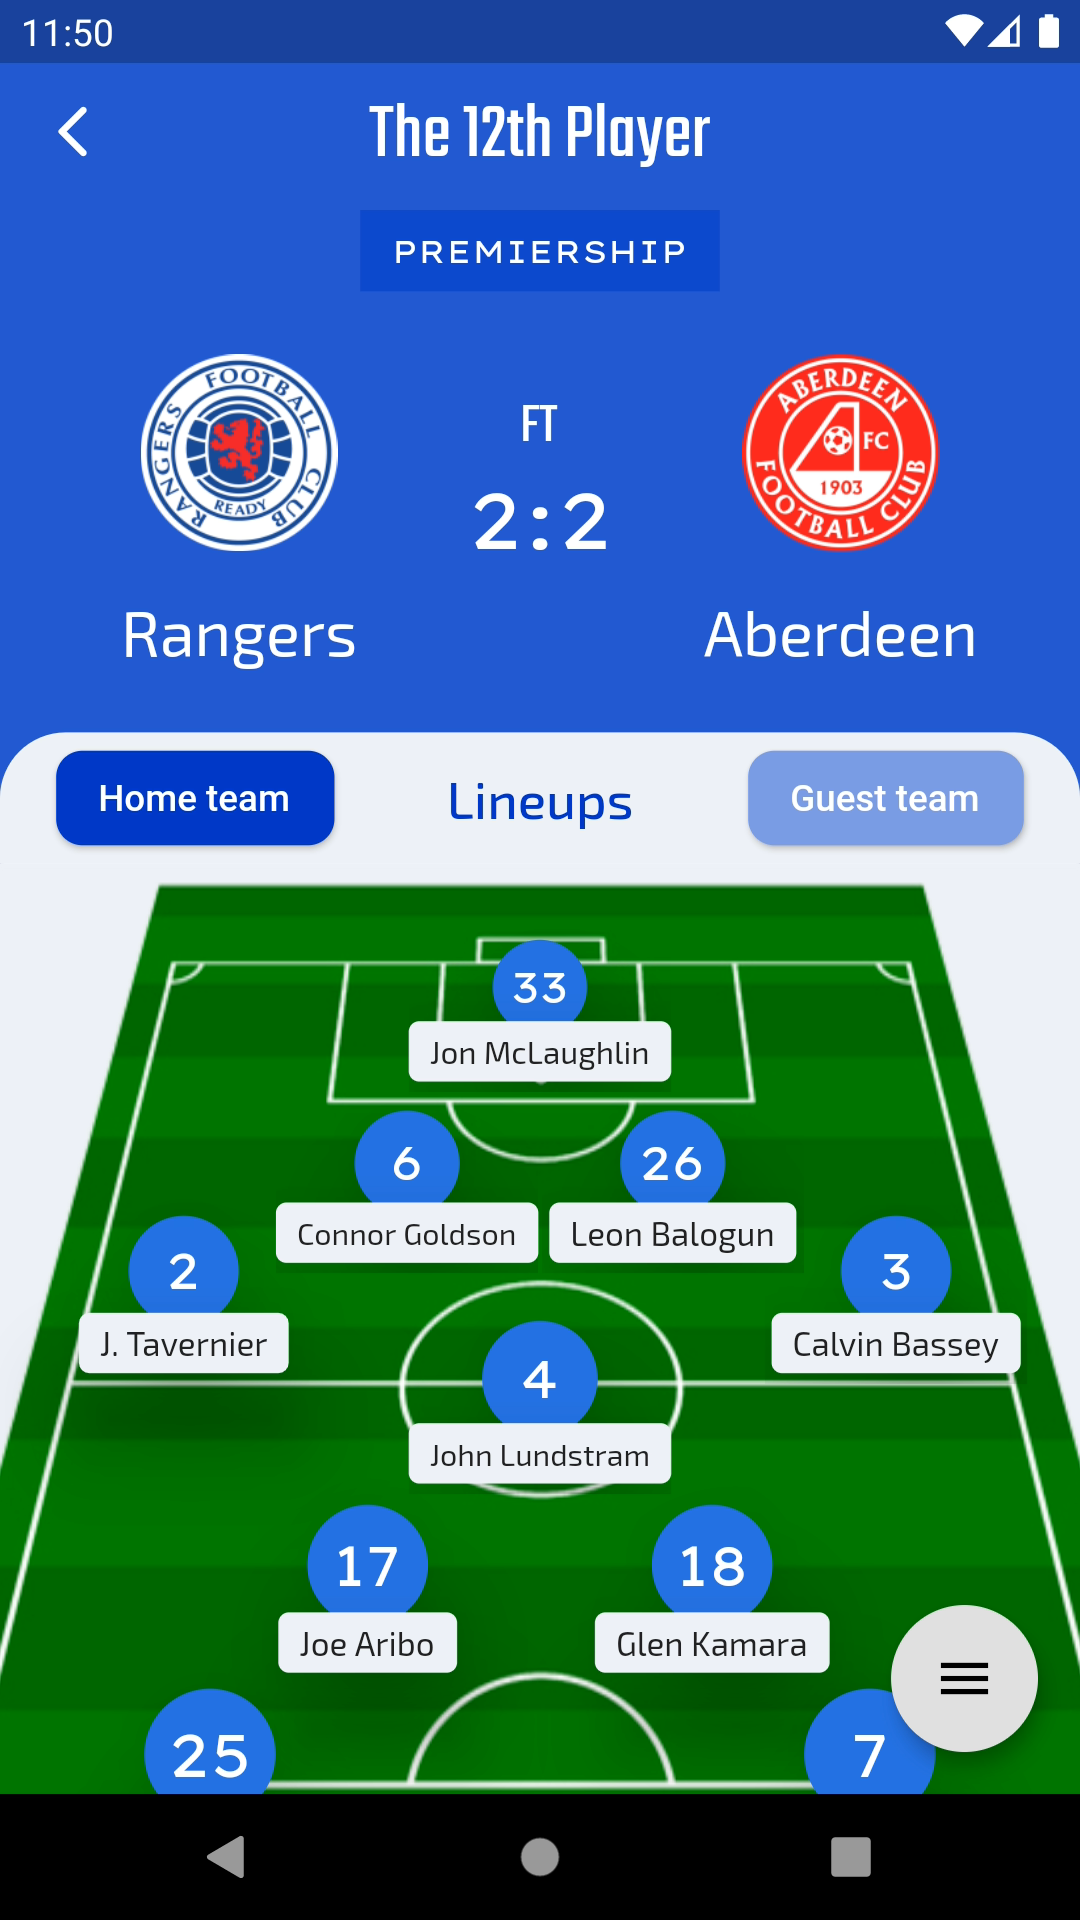 11:50
The 12th Player
PREMIERSHIP
RANGERS FOOTBALL CLUB
READY
FT
2:2
ABERDEEN
FC
1903
FOOTBALL CLUB
Rangers
Aberdeen
Home team
Lineups
Guest team
33
Jon McLaughlin
6
26
Connor Goldson
Leon Balogun
2
3
J. Tavernier
Calvin Bassey
4
John Lundstram
17
18
Joe Aribo
Glen Kamara
25
7